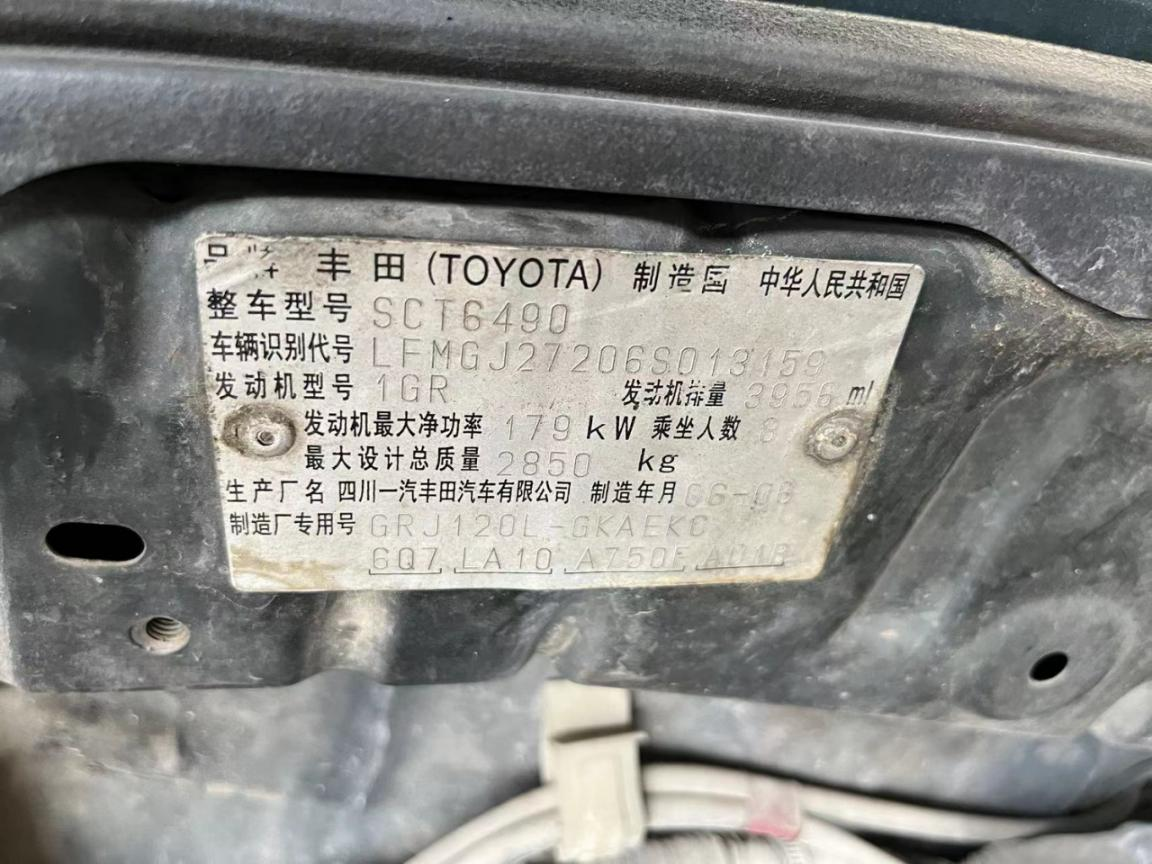 品牌 丰田(TOYOTA) 制造国 中华人民共和国
整车型号 SCT6490
车辆识别代号 LFMGJ27206S013159
发动机型号 1GR 发动机排量 3956 ml
发动机最大净功率 179 kW 乘坐人数 8
最大设计总质量 2850 kg
生产厂名 四川一汽丰田汽车有限公司 制造年月
制造厂专用号 GRJ120L-GKAEKC
6Q7 LA10 A750F A01B